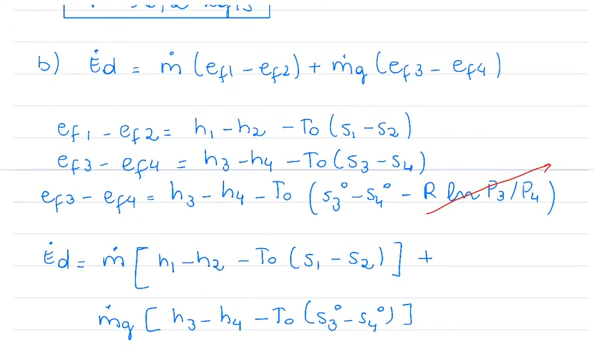 b) Ėd = ṁ (ef1 − ef2) + ṁg (ef3 − ef4)
ef1 − ef2 = h1 − h2 − To (s1 − s2)
ef3 − ef4 = h3 − h4 − To (s3 − s4)
ef3 − ef4 = h3 − h4 − To (s3° − s4° − R ln P3/P4)
Ėd = ṁ [ h1 − h2 − To (s1 − s2) ] +
ṁg [ h3 − h4 − To (s3° − s4°) ]